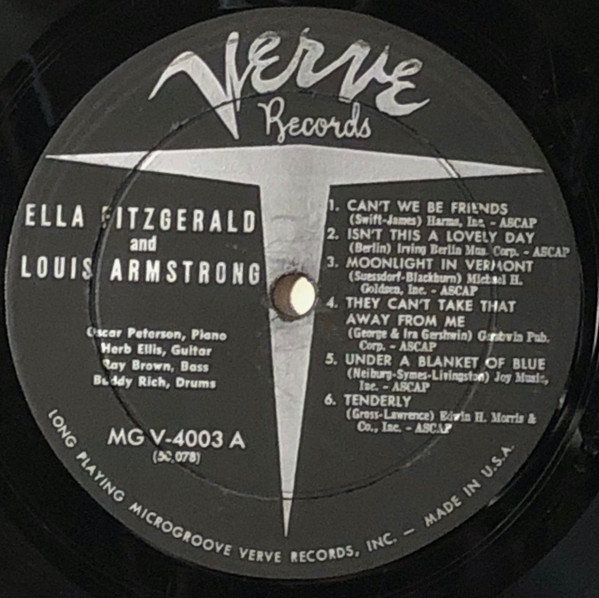 Verve
Records
ELLA FITZGERALD
and
LOUIS ARMSTRONG
Oscar Peterson, Piano
Herb Ellis, Guitar
Ray Brown, Bass
Buddy Rich, Drums
MG V-4003 A
(50,078)
1. CAN'T WE BE FRIENDS
(Swift-James) Harms, Inc. - ASCAP
2. ISN'T THIS A LOVELY DAY
(Berlin) Irving Berlin Mus. Corp. - ASCAP
3. MOONLIGHT IN VERMONT
(Suessdorf-Blackburn) Michael H.
Goldsen, Inc. - ASCAP
4. THEY CAN'T TAKE THAT
AWAY FROM ME
(George & Ira Gershwin) Gershwin Pub.
Corp. - ASCAP
5. UNDER A BLANKET OF BLUE
(Neiburg-Symes-Livingston) Joy Music,
Inc. - ASCAP
6. TENDERLY
(Gross-Lawrence) Edwin H. Morris &
Co., Inc. - ASCAP
LONG PLAYING MICROGROOVE VERVE RECORDS, INC. — MADE IN U.S.A.